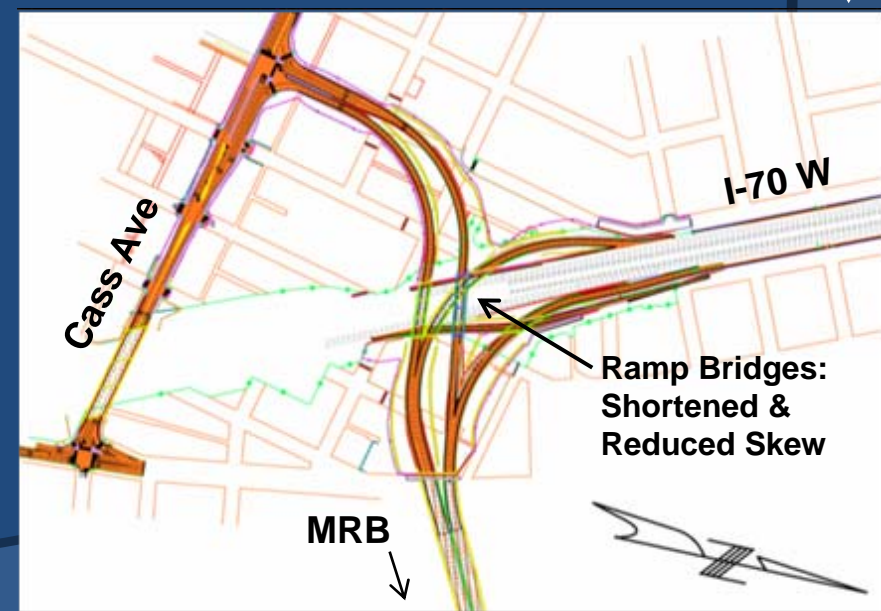 Cass Ave
I-70 W
Ramp Bridges:
Shortened &
Reduced Skew
MRB